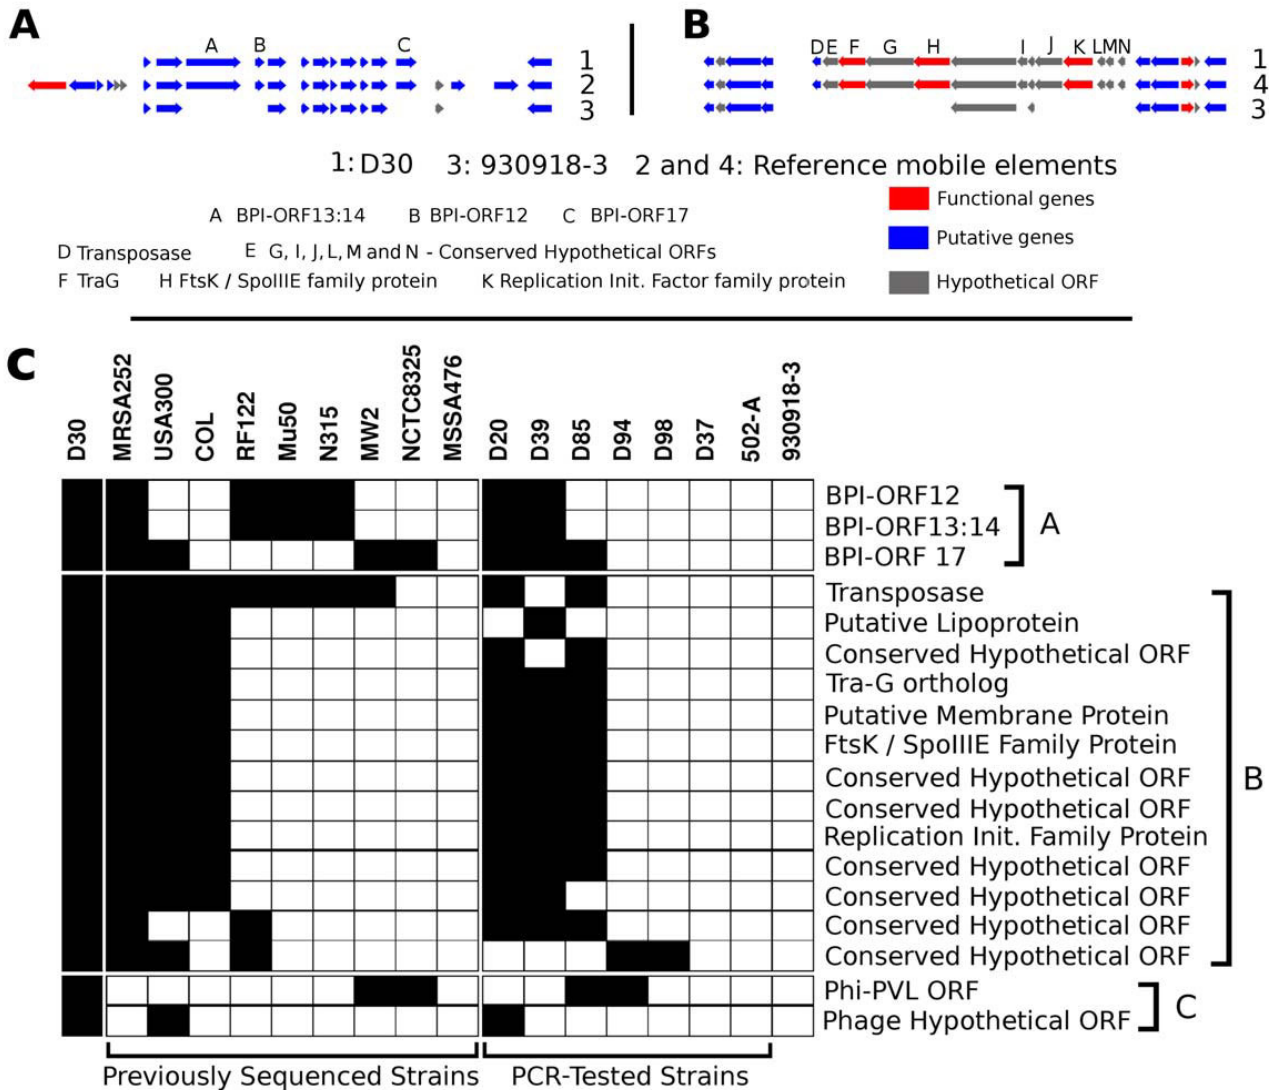 A
B
A B C
D E F G H I J K L M N
1
2
3
1
4
3
1: D30 3: 930918-3 2 and 4: Reference mobile elements
A BPI-ORF13:14 B BPI-ORF12 C BPI-ORF17
D Transposase E G, I, J, L, M and N - Conserved Hypothetical ORFs
F TraG H FtsK / SpoIIIE family protein K Replication Init. Factor family protein
Functional genes
Putative genes
Hypothetical ORF
C
D30 MRSA252 USA300 COL RF122 Mu50 N315 MW2 NCTC8325 MSSA476 D20 D39 D85 D94 D98 D37 502-A 930918-3
BPI-ORF12
BPI-ORF13:14
BPI-ORF 17
A
Transposase
Putative Lipoprotein
Conserved Hypothetical ORF
Tra-G ortholog
Putative Membrane Protein
FtsK / SpoIIIE Family Protein
Conserved Hypothetical ORF
Conserved Hypothetical ORF
Replication Init. Family Protein
Conserved Hypothetical ORF
Conserved Hypothetical ORF
Conserved Hypothetical ORF
Conserved Hypothetical ORF
B
Phi-PVL ORF
Phage Hypothetical ORF
C
Previously Sequenced Strains PCR-Tested Strains